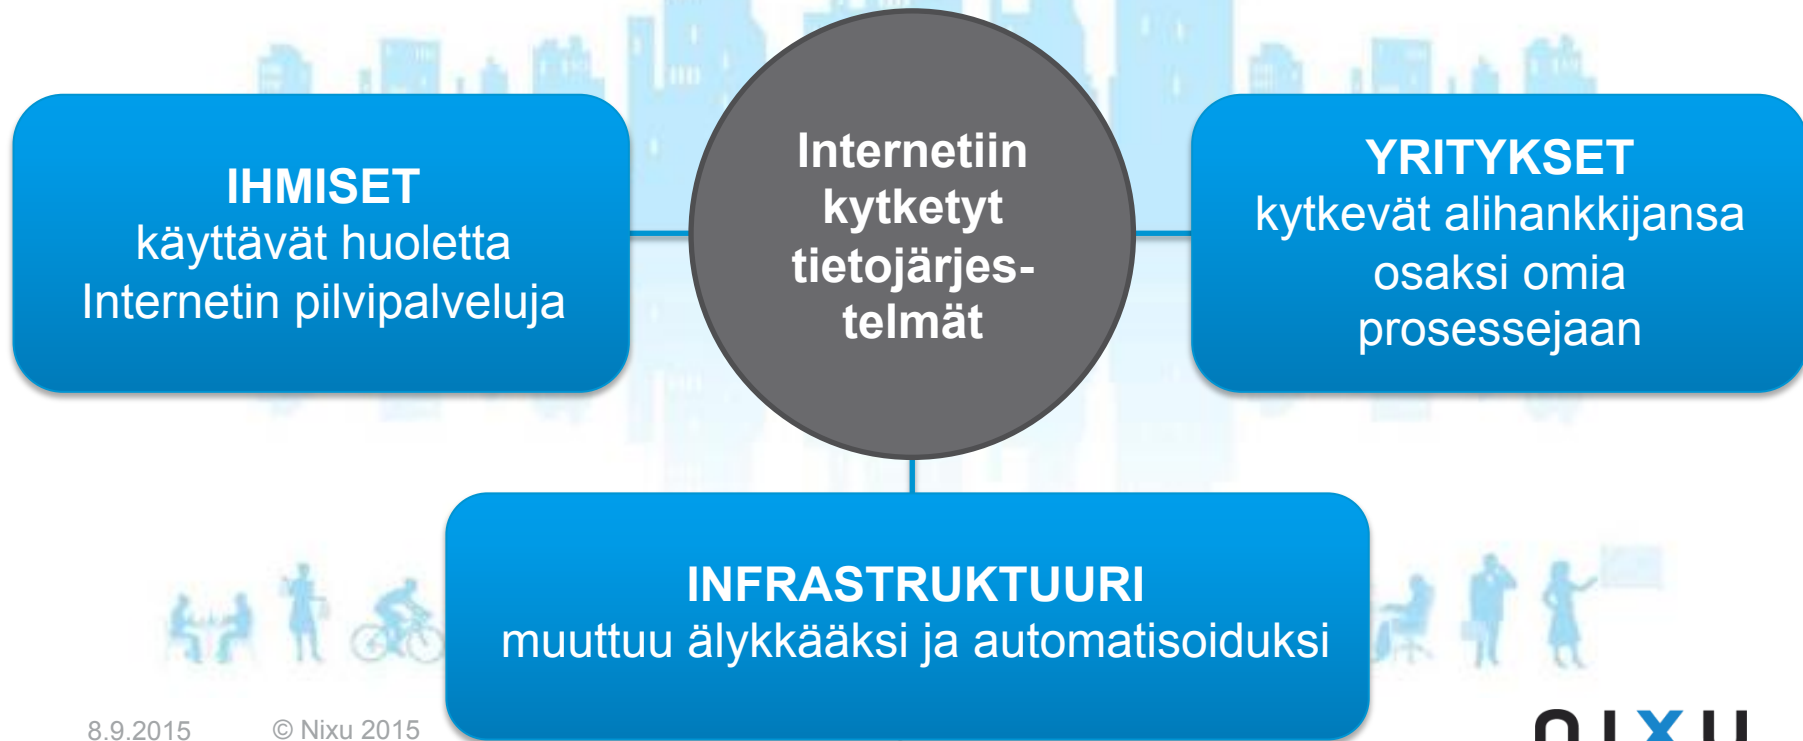 IHMISET
käyttävät huoletta
Internetin pilvipalveluja
Internetiin
kytketyt
tietojärjes-
telmät
YRITYKSET
kytkevät alihankkijansa
osaksi omia
prosessejaan
INFRASTRUKTUURI
muuttuu älykkääksi ja automatisoiduksi
8.9.2015
© Nixu 2015
nixu